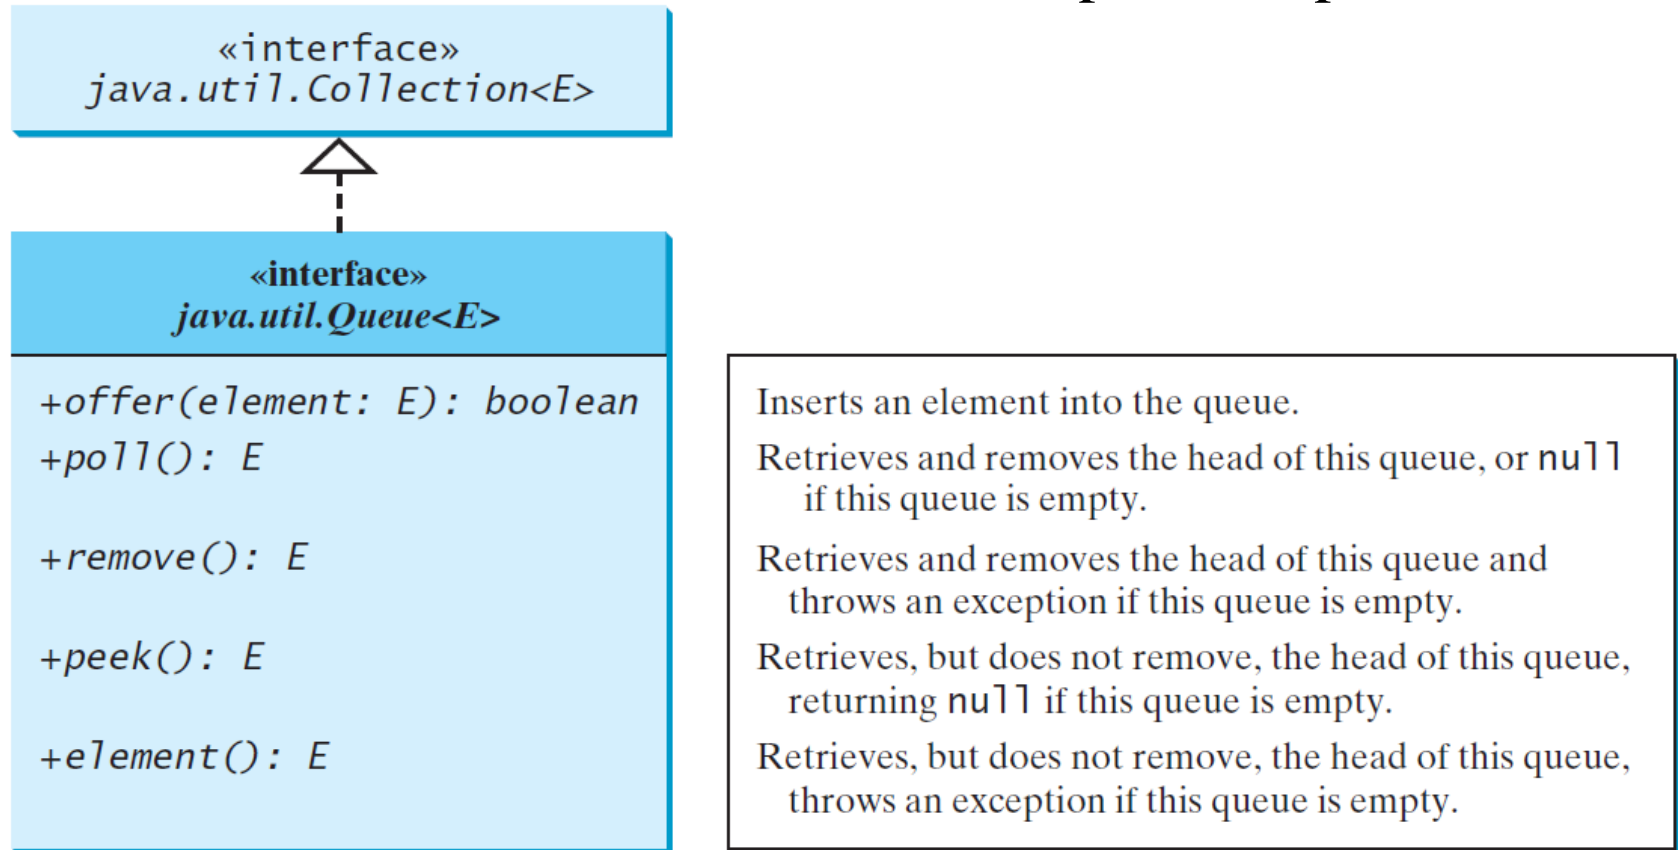 «interface»
java.util.Collection<E>
«interface»
java.util.Queue<E>
+offer(element: E): boolean
Inserts an element into the queue.
+poll(): E
Retrieves and removes the head of this queue, or null
if this queue is empty.
+remove(): E
Retrieves and removes the head of this queue and
throws an exception if this queue is empty.
+peek(): E
Retrieves, but does not remove, the head of this queue,
returning null if this queue is empty.
+element(): E
Retrieves, but does not remove, the head of this queue,
throws an exception if this queue is empty.